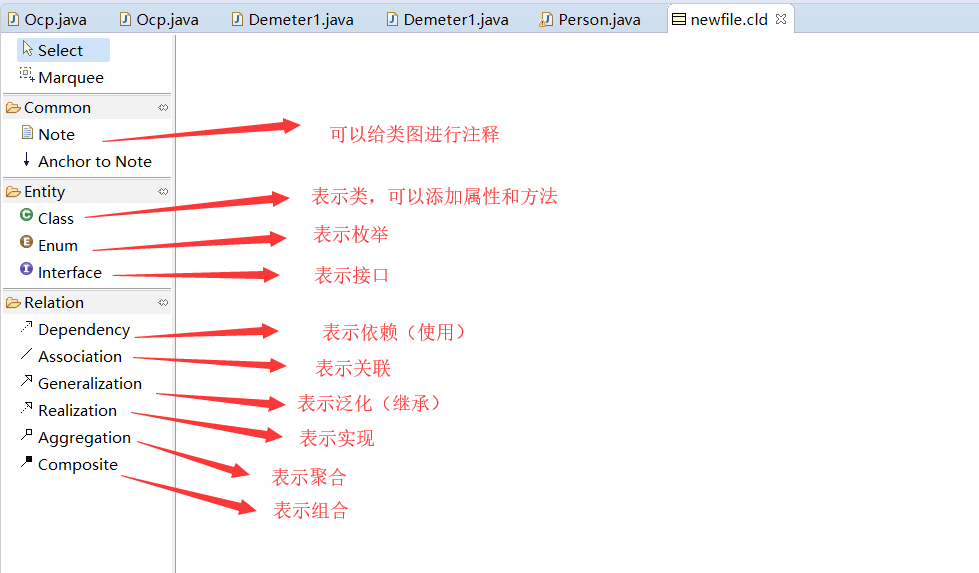 Ocp.java Ocp.java Demeter1.java Demeter1.java Person.java newfile.cld
Select
Marquee
Common
Note 可以给类图进行注释
Anchor to Note
Entity
Class 表示类，可以添加属性和方法
Enum 表示枚举
Interface 表示接口
Relation
Dependency 表示依赖（使用）
Association 表示关联
Generalization 表示泛化（继承）
Realization 表示实现
Aggregation 表示聚合
Composite 表示组合